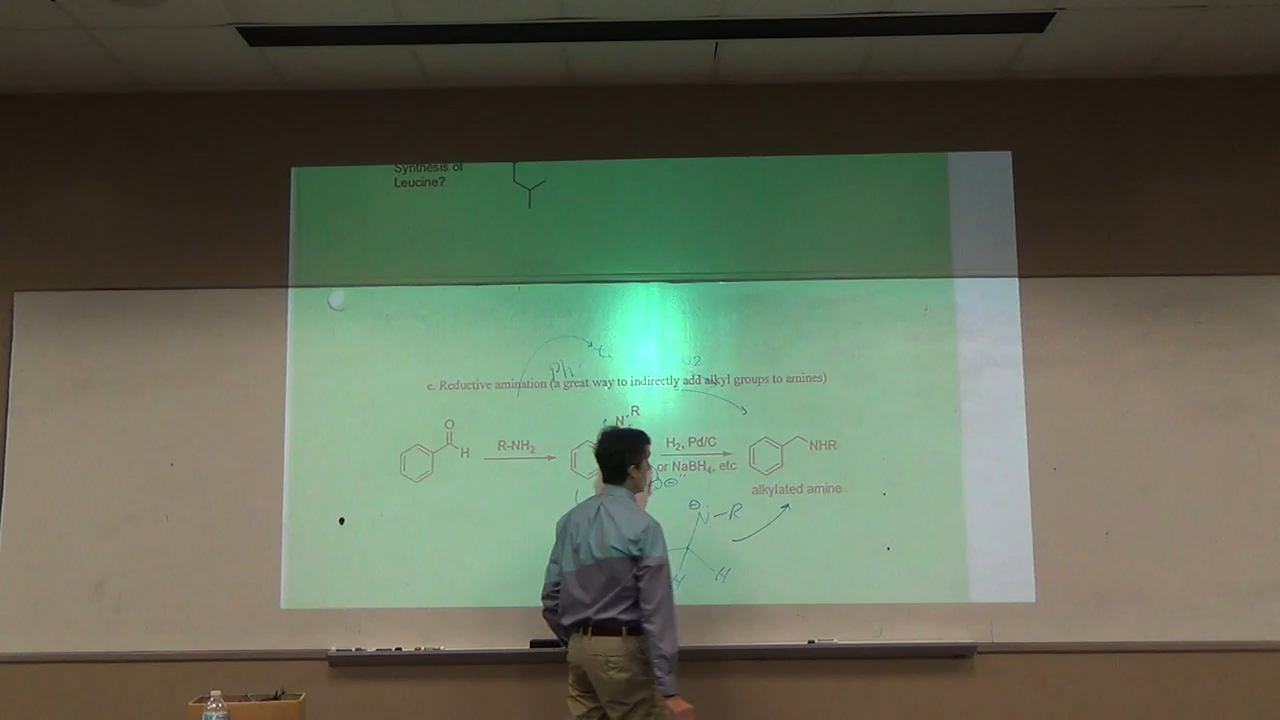 Synthesis of
Leucine?
Ph
c. Reductive amination (a great way to indirectly add alkyl groups to amines)
O
H
R-NH₂
N
R
H₂, Pd/C
or NaBH₄, etc
NHR
alkylated amine
H⊖
⊖
N-R
H
H